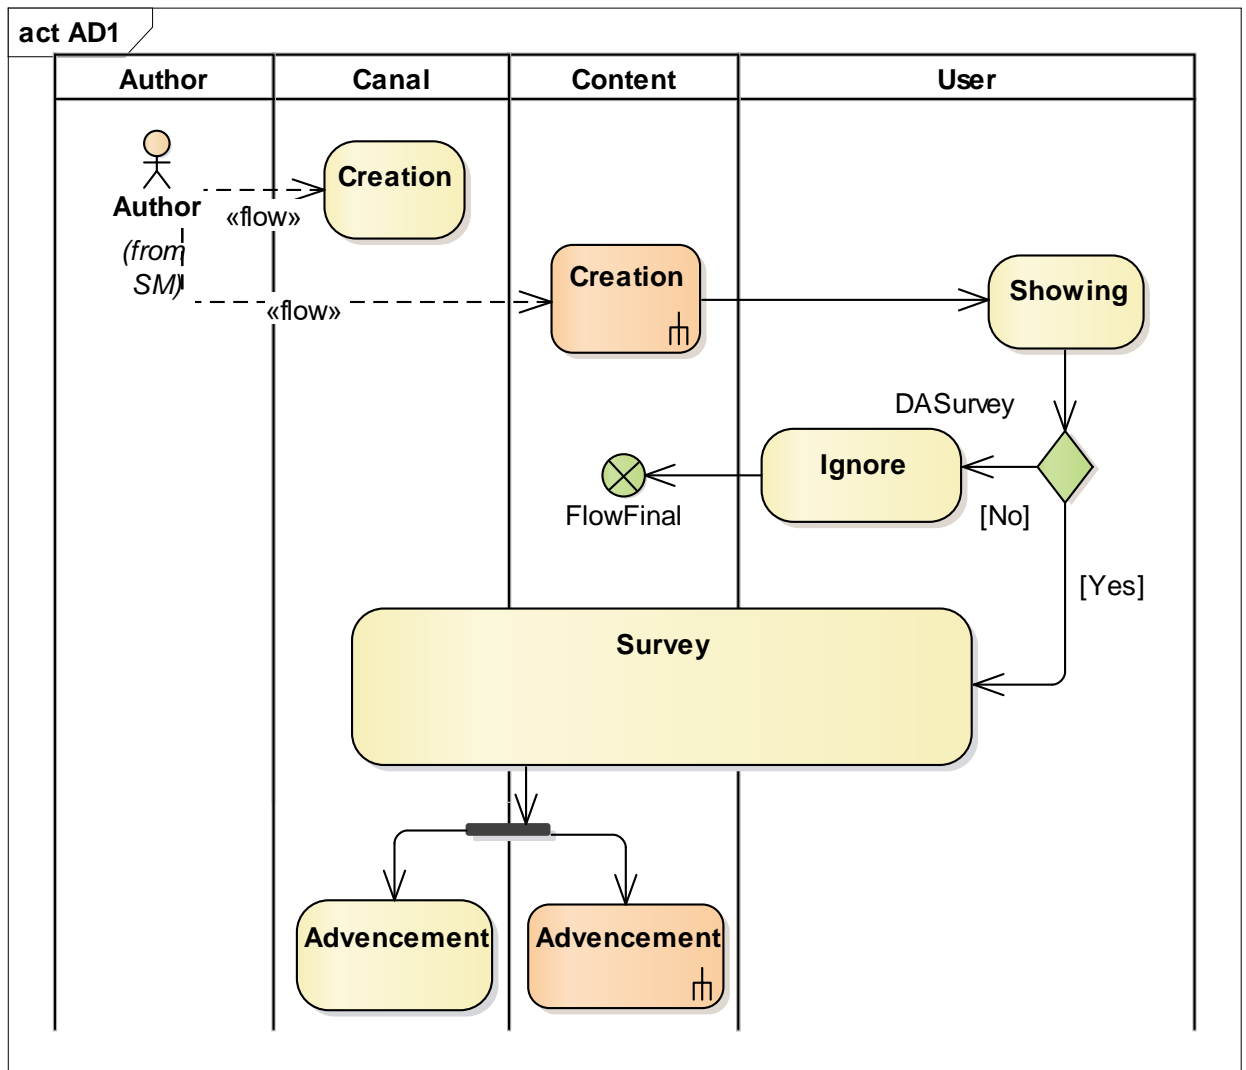 act AD1
Author
Canal
Content
User
Creation
Author
«flow»
(from
SM)
Creation
Showing
«flow»
DASurvey
Ignore
FlowFinal
[No]
[Yes]
Survey
Advencement
Advencement